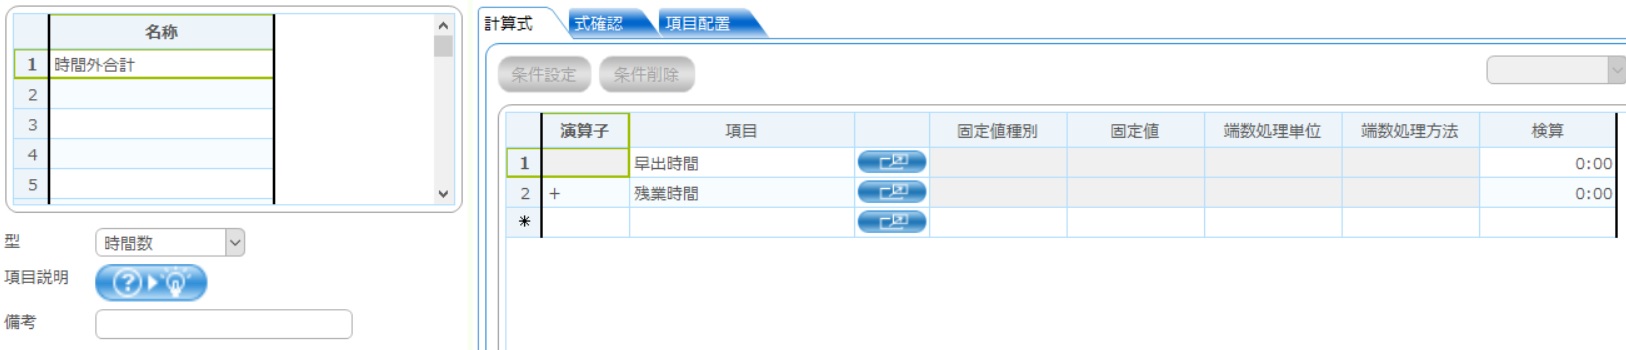 名称
1 時間外合計
2
3
4
5
型 時間数
項目説明
備考
計算式 式確認 項目配置
条件設定 条件削除
演算子 項目 固定値種別 固定値 端数処理単位 端数処理方法 検算
1 早出時間 0:00
2 + 残業時間 0:00
*